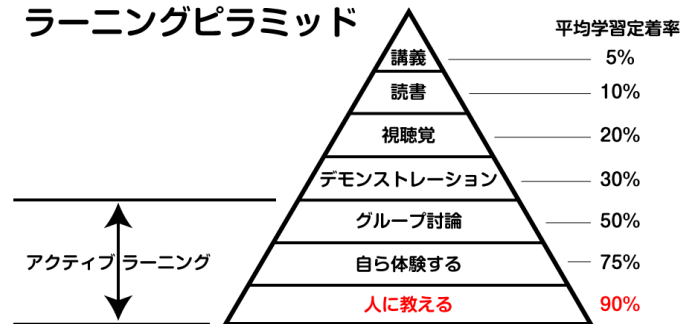 ラーニングピラミッド
平均学習定着率
講義 5%
読書 10%
視聴覚 20%
デモンストレーション 30%
グループ討論 50%
アクティブラーニング
自ら体験する 75%
人に教える 90%